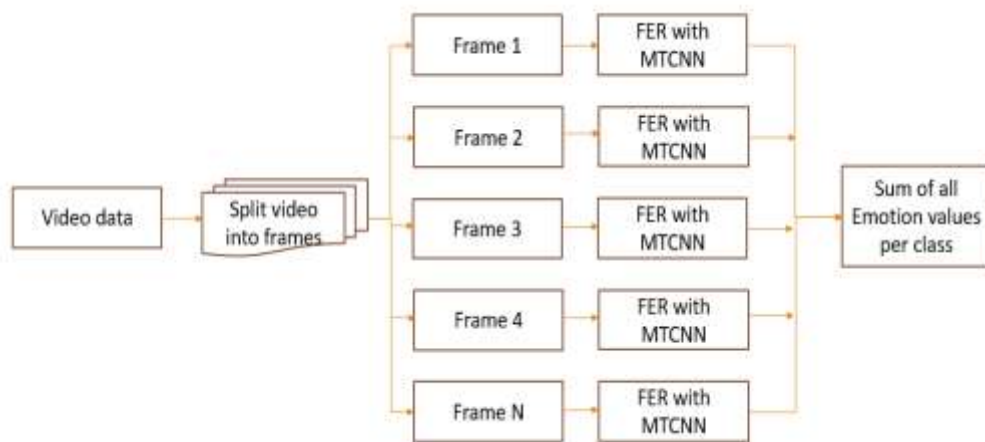 Video data
Split video
into frames
Frame 1
FER with
MTCNN
Frame 2
FER with
MTCNN
Frame 3
FER with
MTCNN
Frame 4
FER with
MTCNN
Frame N
FER with
MTCNN
Sum of all
Emotion values
per class